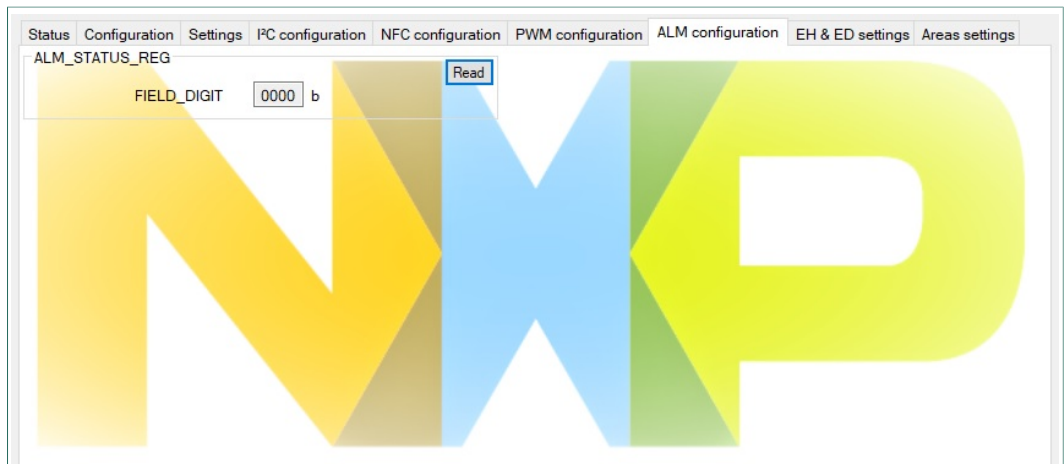 Status Configuration Settings I²C configuration NFC configuration PWM configuration ALM configuration EH & ED settings Areas settings
ALM_STATUS_REG
Read
FIELD_DIGIT 0000 b
NXP